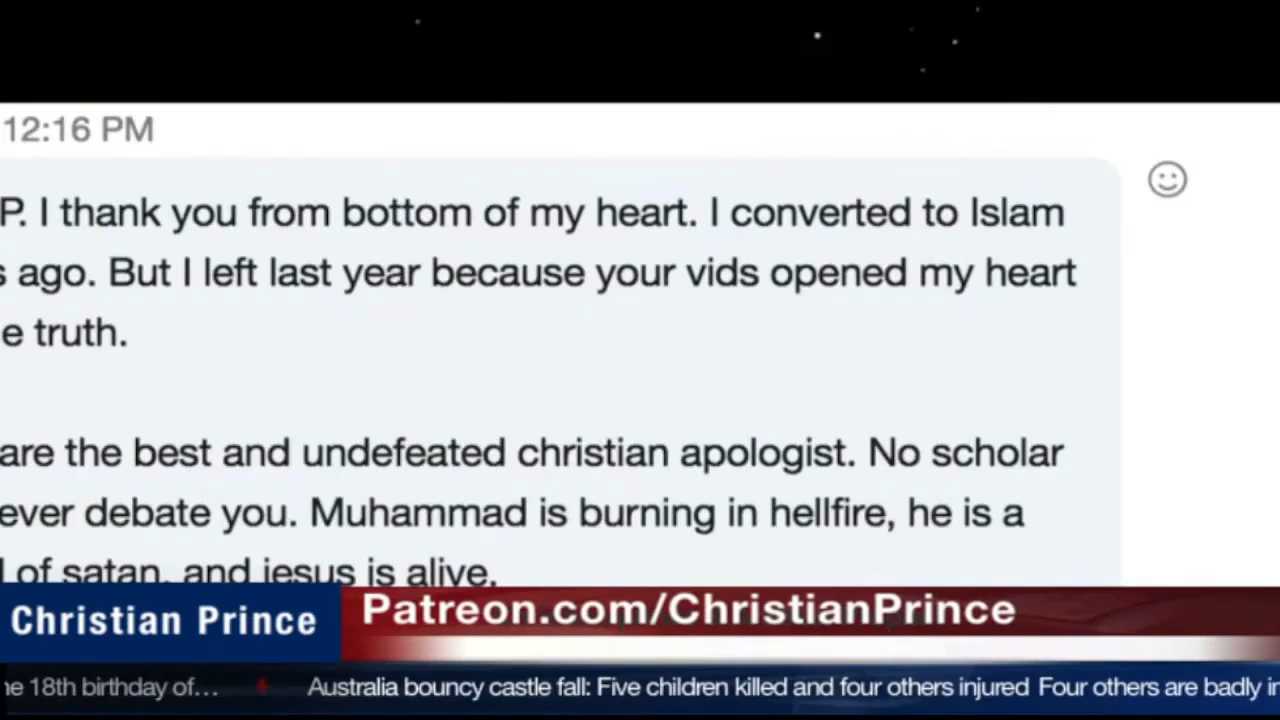 12:16 PM
P. I thank you from bottom of my heart. I converted to Islam
s ago. But I left last year because your vids opened my heart
e truth.
are the best and undefeated christian apologist. No scholar
ever debate you. Muhammad is burning in hellfire, he is a
of satan, and jesus is alive.
Christian Prince
Patreon.com/ChristianPrince
ne 18th birthday of... Australia bouncy castle fall: Five children killed and four others injured Four others are badly in